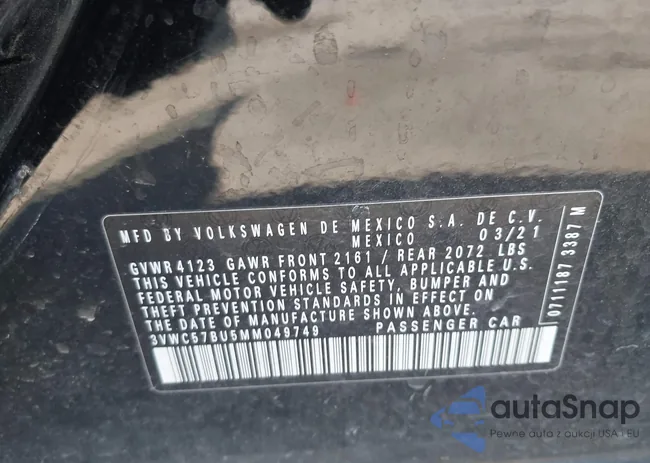 MFD BY VOLKSWAGEN DE MEXICO S.A. DE C.V.
MEXICO 03/21
GVWR 4123 GAWR FRONT 2161 / REAR 2072 LBS
THIS VEHICLE CONFORMS TO ALL APPLICABLE U.S.
FEDERAL MOTOR VEHICLE SAFETY, BUMPER AND
THEFT PREVENTION STANDARDS IN EFFECT ON
THE DATE OF MANUFACTURE SHOWN ABOVE.
3VWC57BU5MM049749 PASSENGER CAR
0711187 3387 M
autoSnap
Pewne auta z aukcji USA i EU